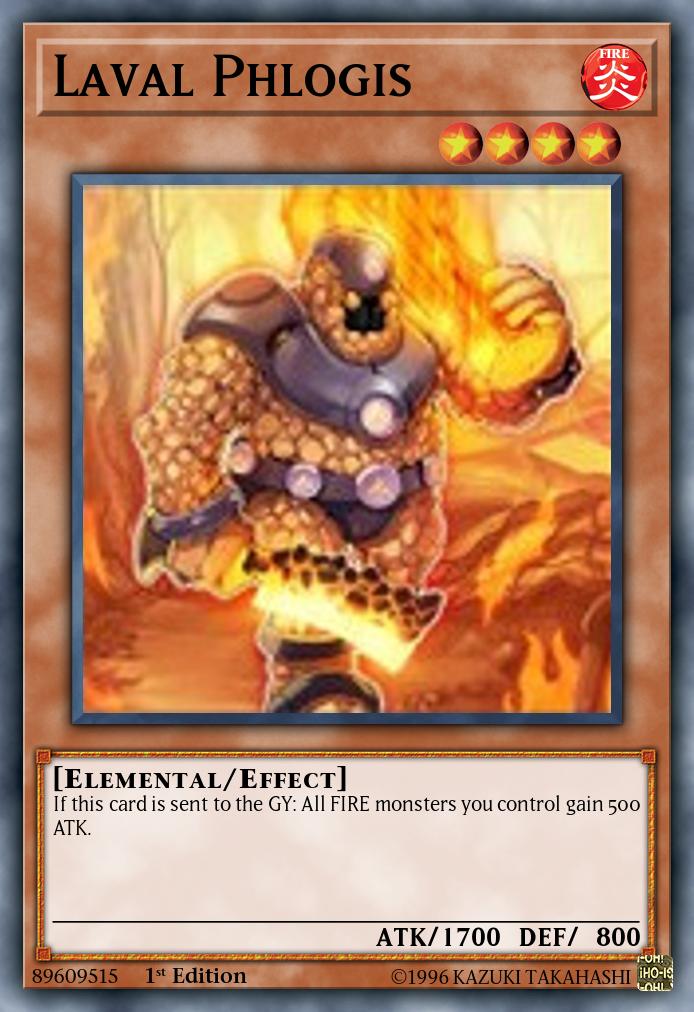 Laval Phlogis
FIRE
炎
[Elemental/Effect]
If this card is sent to the GY: All FIRE monsters you control gain 500
ATK.
ATK/1700 DEF/ 800
89609515 1st Edition ©1996 KAZUKI TAKAHASHI